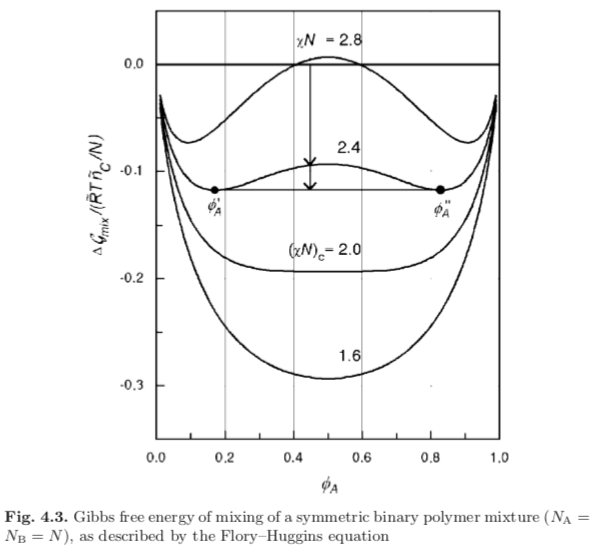 χN = 2.8
0.0
2.4
-0.1
ϕ'A
ϕ"A
ΔGmix/(R̃Tñc/N)
(χN)c= 2.0
-0.2
1.6
-0.3
0.0 0.2 0.4 0.6 0.8 1.0
ϕA
Fig. 4.3. Gibbs free energy of mixing of a symmetric binary polymer mixture (NA =
NB = N), as described by the Flory–Huggins equation